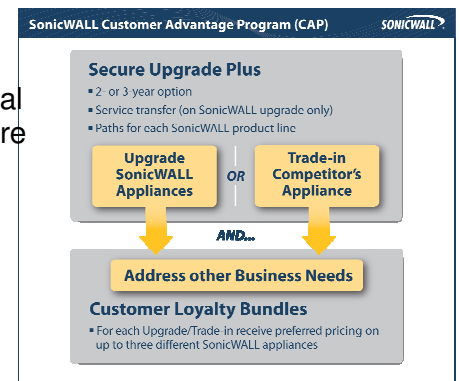 SonicWALL Customer Advantage Program (CAP)
SONICWALL
al
re
Secure Upgrade Plus
▪ 2- or 3-year option
▪ Service transfer (on SonicWALL upgrade only)
▪ Paths for each SonicWALL product line
Upgrade
SonicWALL
Appliances
OR
Trade-in
Competitor's
Appliance
AND...
Address other Business Needs
Customer Loyalty Bundles
▪ For each Upgrade/Trade-in receive preferred pricing on
up to three different SonicWALL appliances